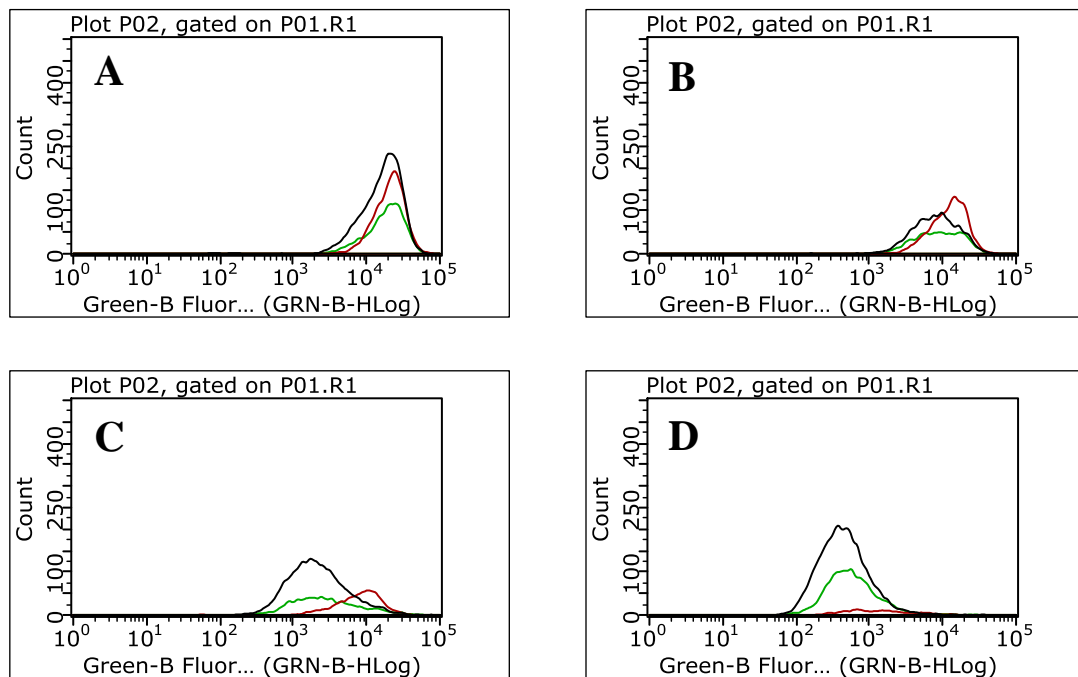 Plot P02, gated on P01.R1
A
Count
400
250
100
0
10^0 10^1 10^2 10^3 10^4 10^5
Green-B Fluor... (GRN-B-HLog)
Plot P02, gated on P01.R1
B
Count
400
250
100
0
10^0 10^1 10^2 10^3 10^4 10^5
Green-B Fluor... (GRN-B-HLog)
Plot P02, gated on P01.R1
C
Count
400
250
100
0
10^0 10^1 10^2 10^3 10^4 10^5
Green-B Fluor... (GRN-B-HLog)
Plot P02, gated on P01.R1
D
Count
400
250
100
0
10^0 10^1 10^2 10^3 10^4 10^5
Green-B Fluor... (GRN-B-HLog)